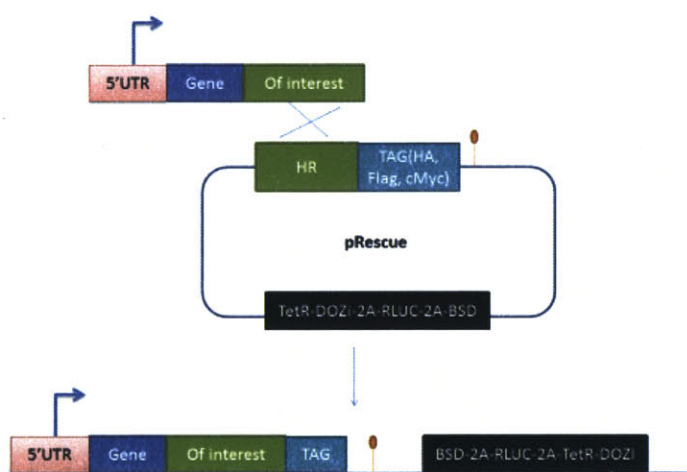 5'UTR Gene Of interest
HR TAG(HA,
Flag, cMyc)
pRescue
TetR-DOZi-2A-RLUC-2A-BSD
5'UTR Gene Of interest TAG BSD-2A-RLUC-2A-TetR-DOZI